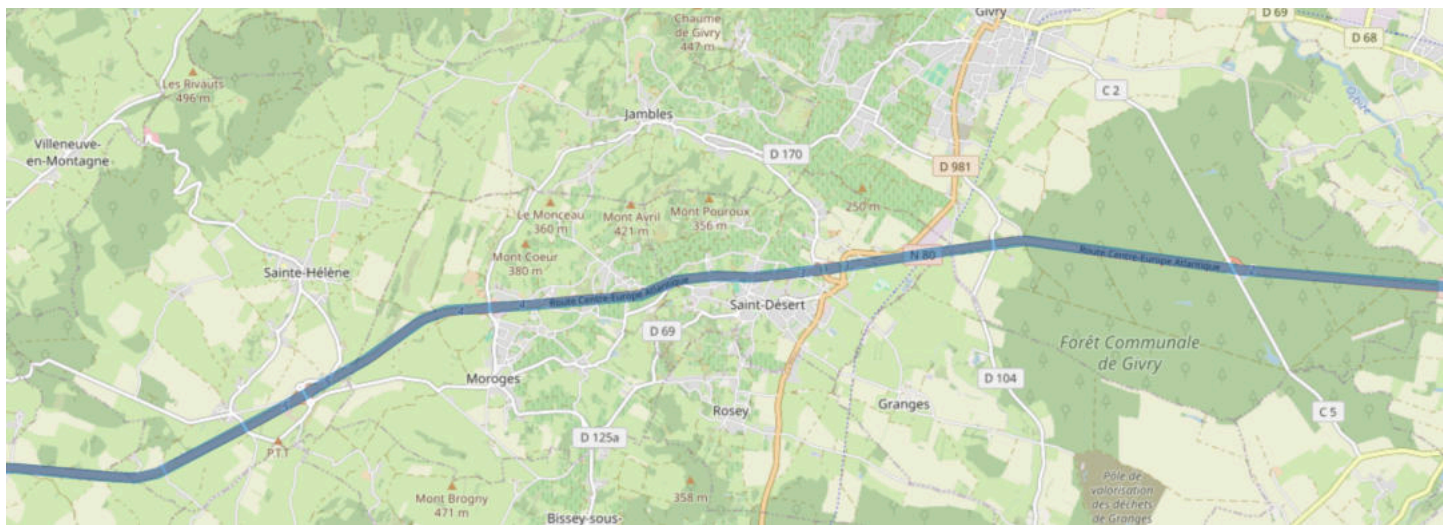 Chaume
de Givry
447 m
Givry
D 69
D 68
Orbize
Les Rivauts
496 m
C 2
Jambles
Villeneuve-
en-Montagne
D 170
D 981
250 m
Le Monceau
360 m
Mont Avril
421 m
Mont Pouroux
356 m
Mont Coeur
380 m
N 80
Route Centre-Europe Atlantique
Sainte-Hélène
Route Centre-Europe Atlantique
Saint-Désert
D 69
Forêt Communale
de Givry
Moroges
D 104
Rosey
Granges
C 5
D 125a
P.T.T
Mont Brogny
471 m
358 m
Pôle de
valorisation
des déchets
de Granges
Bissey-sous-